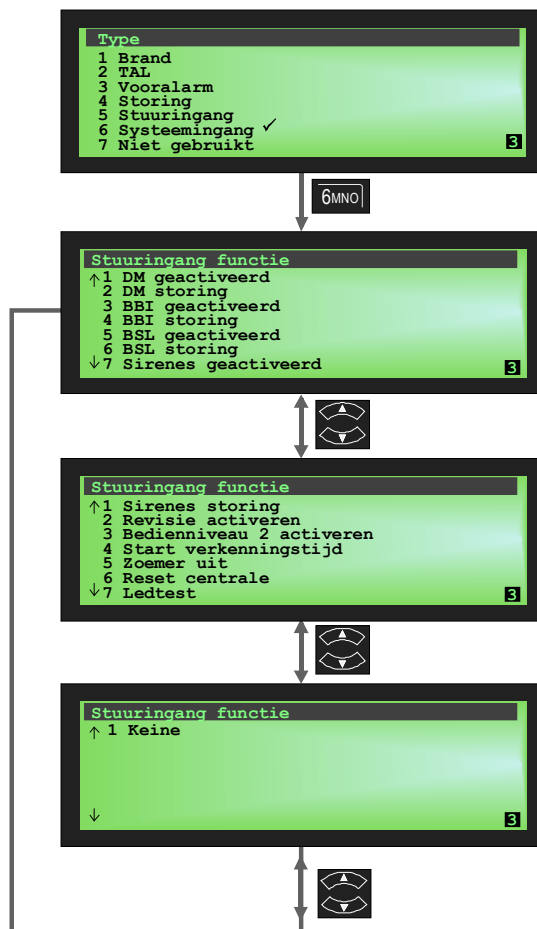 Type
1 Brand
2 TAL
3 Vooralarm
4 Storing
5 Stuuringang
6 Systeemingang ✓
7 Niet gebruikt
3
6MNO
Stuuringang functie
↑1 DM geactiveerd
2 DM storing
3 BBI geactiveerd
4 BBI storing
5 BSL geactiveerd
6 BSL storing
↓7 Sirenes geactiveerd
3
Stuuringang functie
↑1 Sirenes storing
2 Revisie activeren
3 Bedienniveau 2 activeren
4 Start verkenningstijd
5 Zoemer uit
6 Reset centrale
↓7 Ledtest
3
Stuuringang functie
↑ 1 Keine
↓
3